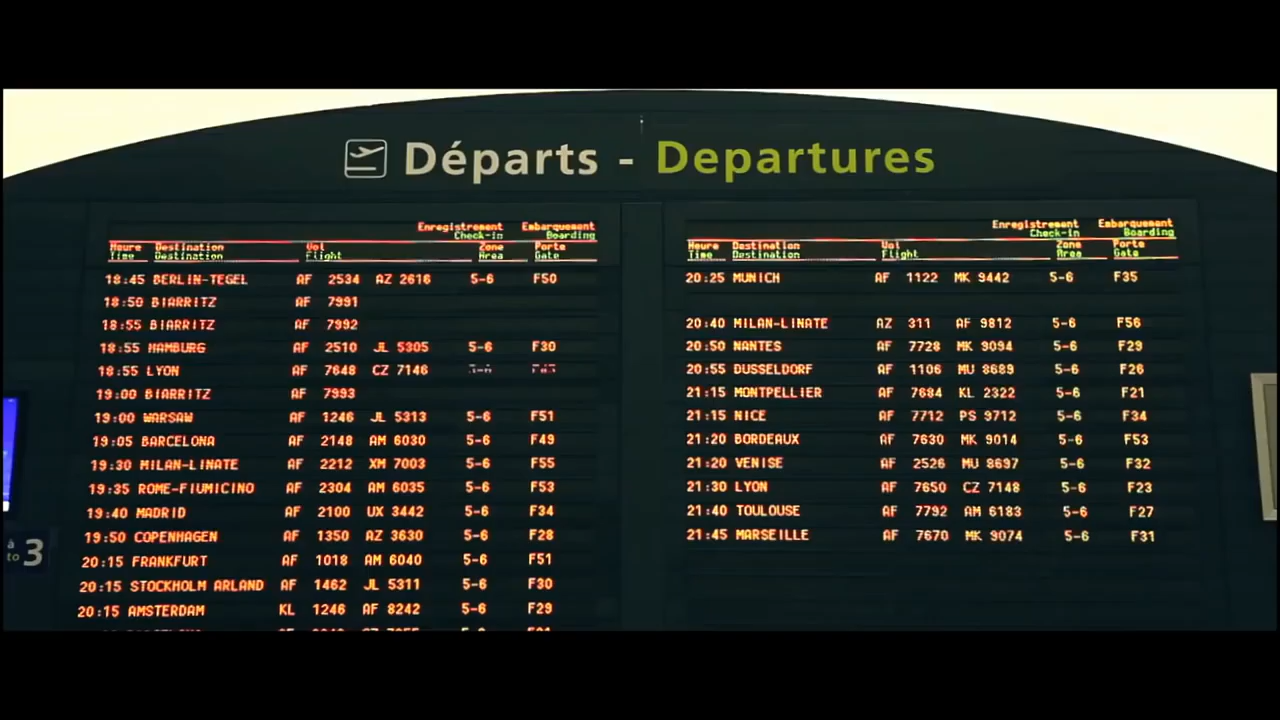 Départs - Departures
Enregistrement Embarquement
Check-in Boarding
Heure Destination Vol Zone Porte
Time Destination Flight Area Gate
18:45 BERLIN-TEGEL AF 2534 AZ 2616 5-6 F50
18:50 BIARRITZ AF 7991
18:55 BIARRITZ AF 7992
18:55 HAMBURG AF 2510 JL 5305 5-6 F30
18:55 LYON AF 7648 CZ 7146 5-6
19:00 BIARRITZ AF 7993
19:00 WARSAW AF 1246 JL 5313 5-6 F51
19:05 BARCELONA AF 2148 AM 6030 5-6 F49
19:30 MILAN-LINATE AF 2212 XM 7003 5-6 F55
19:35 ROME-FIUMICINO AF 2304 AM 6035 5-6 F53
19:40 MADRID AF 2100 UX 3442 5-6 F34
19:50 COPENHAGEN AF 1350 AZ 3630 5-6 F28
20:15 FRANKFURT AF 1018 AM 6040 5-6 F51
20:15 STOCKHOLM ARLAND AF 1462 JL 5311 5-6 F30
20:15 AMSTERDAM KL 1246 AF 8242 5-6 F29
Enregistrement Embarquement
Check-in Boarding
Heure Destination Vol Zone Porte
Time Destination Flight Area Gate
20:25 MUNICH AF 1122 MK 9442 5-6 F35
20:40 MILAN-LINATE AZ 311 AF 9812 5-6 F56
20:50 NANTES AF 7728 MK 9094 5-6 F29
20:55 DUSSELDORF AF 1106 MU 8689 5-6 F26
21:15 MONTPELLIER AF 7684 KL 2322 5-6 F21
21:15 NICE AF 7712 PS 9712 5-6 F34
21:20 BORDEAUX AF 7630 MK 9014 5-6 F53
21:20 VENISE AF 2526 MU 8697 5-6 F32
21:30 LYON AF 7650 CZ 7148 5-6 F23
21:40 TOULOUSE AF 7792 AM 6183 5-6 F27
21:45 MARSEILLE AF 7670 MK 9074 5-6 F31
à
to 3